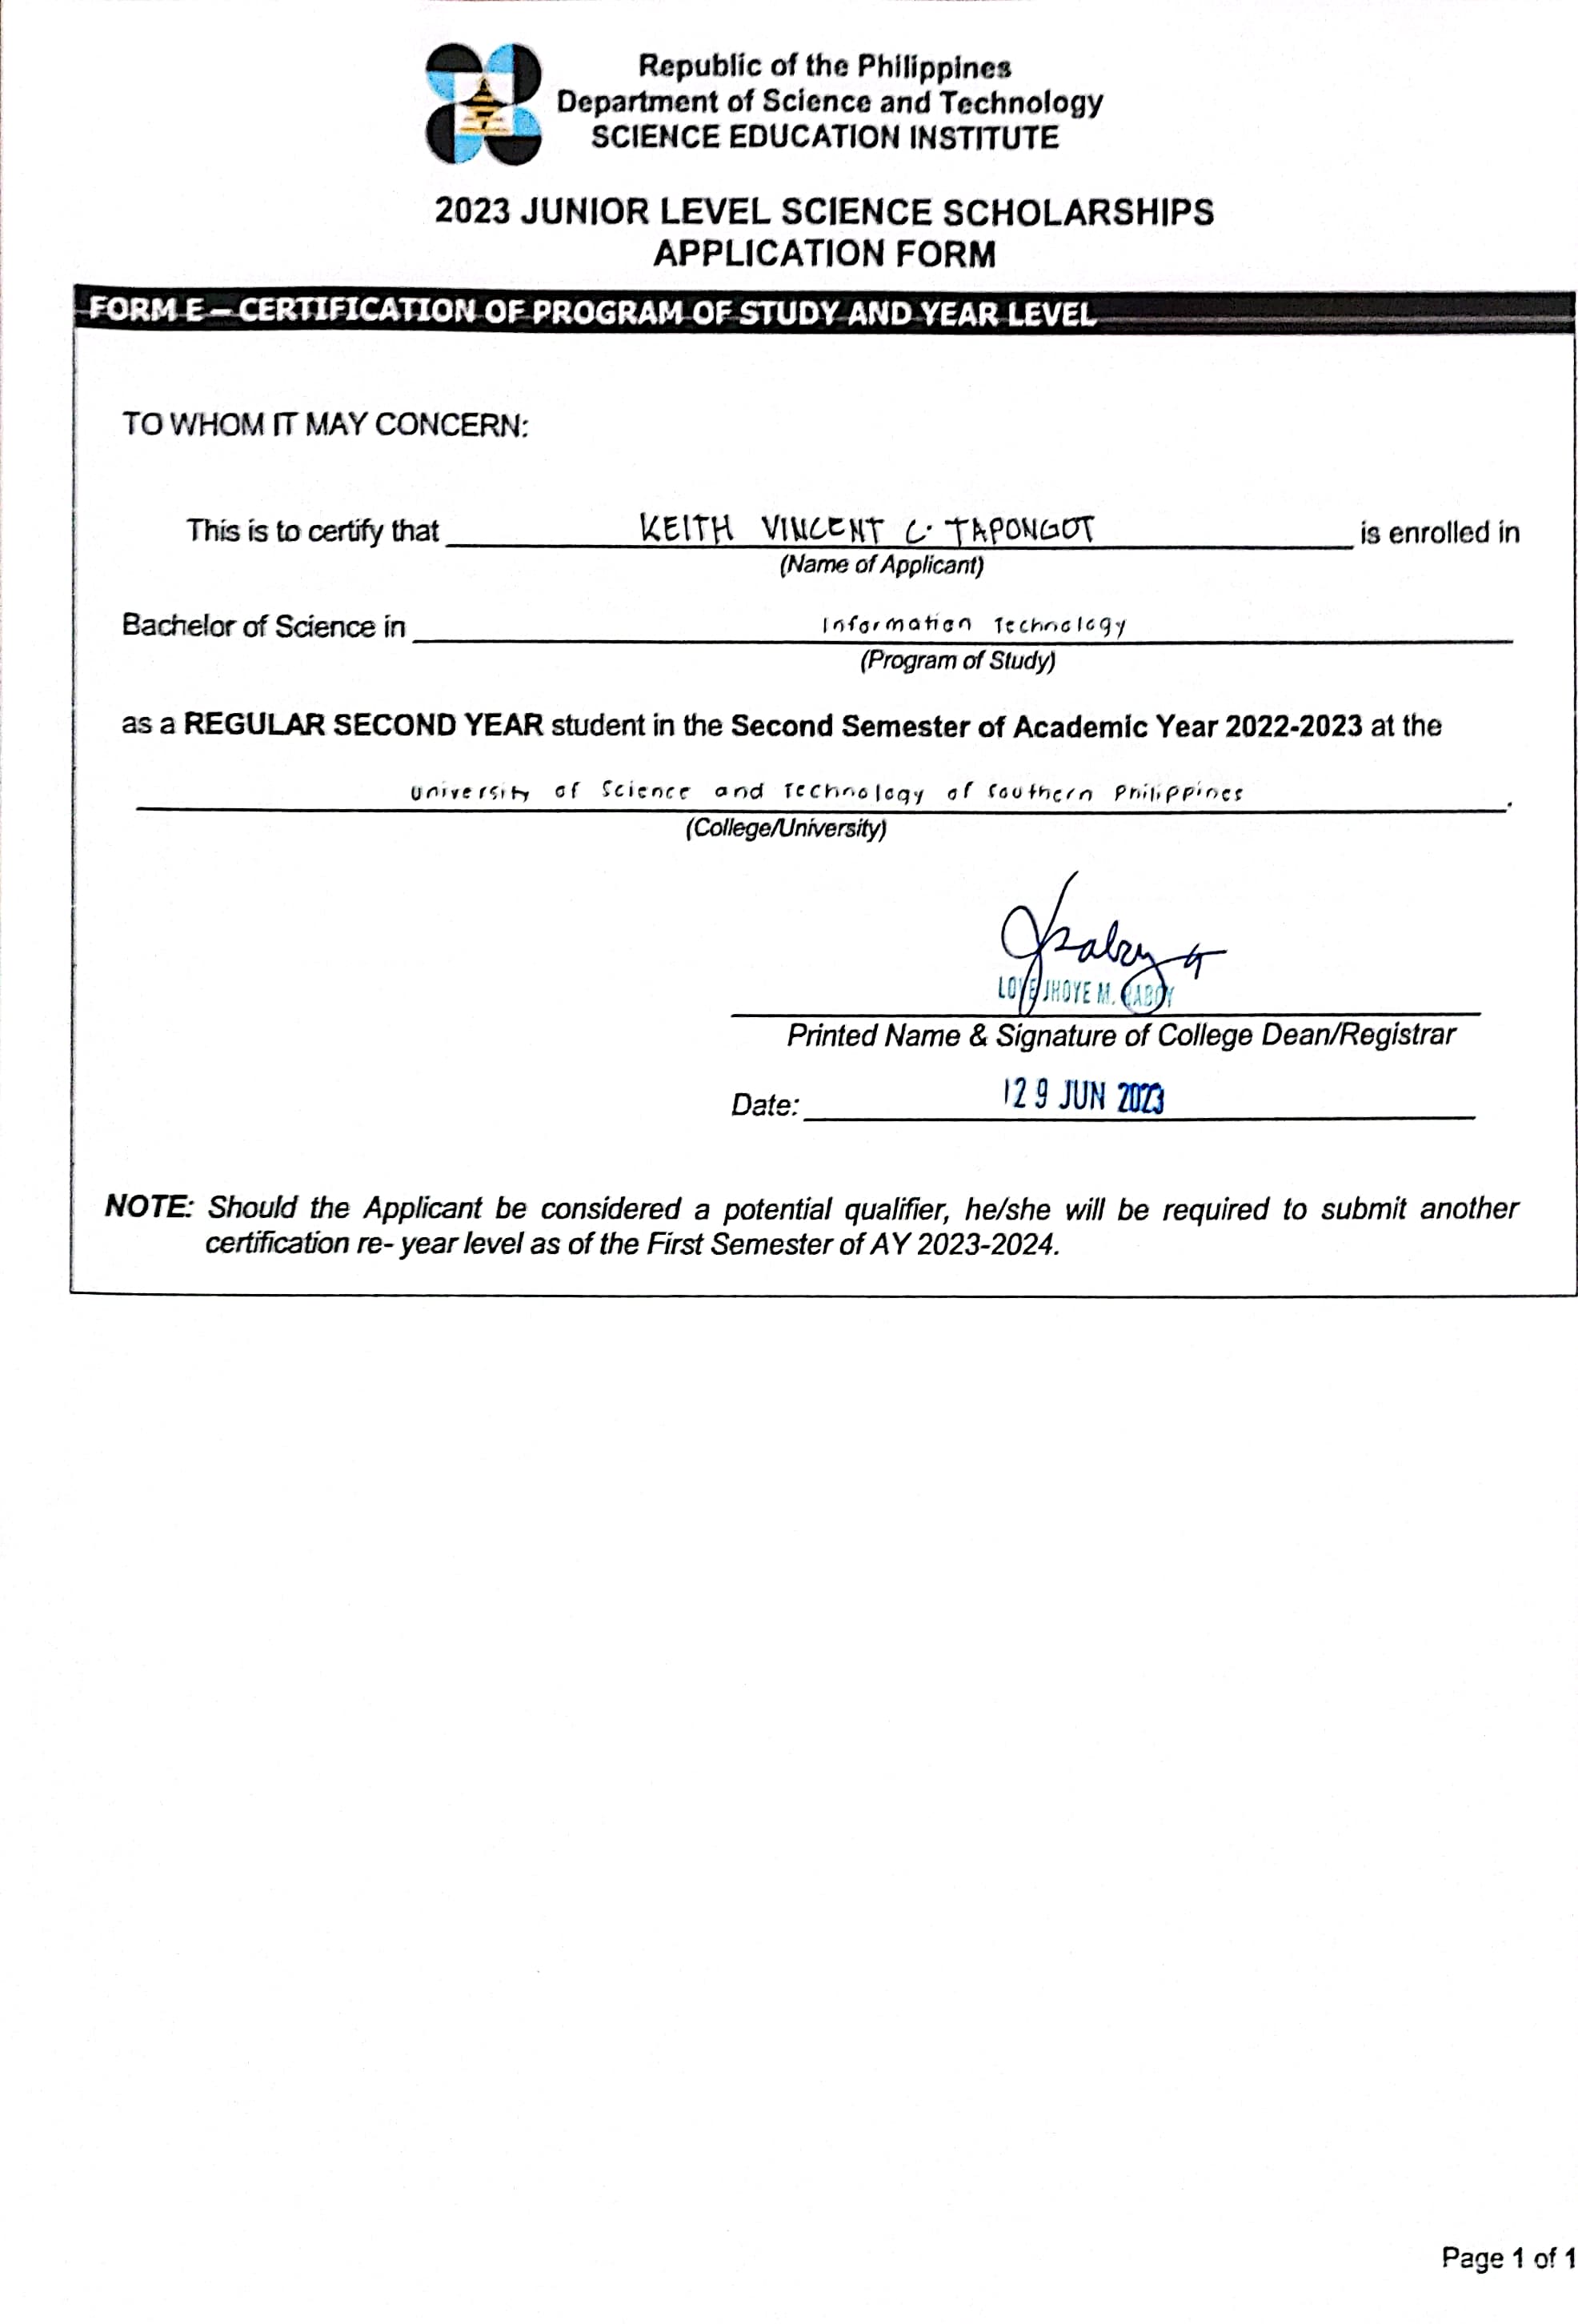 Republic of the Philippines
Department of Science and Technology
SCIENCE EDUCATION INSTITUTE
2023 JUNIOR LEVEL SCIENCE SCHOLARSHIPS
APPLICATION FORM
FORM E – CERTIFICATION OF PROGRAM OF STUDY AND YEAR LEVEL
TO WHOM IT MAY CONCERN:
This is to certify that KEITH VINCENT C. TAPONGOT is enrolled in
(Name of Applicant)
Bachelor of Science in Information Technology
(Program of Study)
as a REGULAR SECOND YEAR student in the Second Semester of Academic Year 2022-2023 at the
University of Science and Technology of Southern Philippines.
(College/University)
LOVE JHOYE M. RABOY
Printed Name & Signature of College Dean/Registrar
Date: 29 JUN 2023
NOTE: Should the Applicant be considered a potential qualifier, he/she will be required to submit another
certification re- year level as of the First Semester of AY 2023-2024.
Page 1 of 1